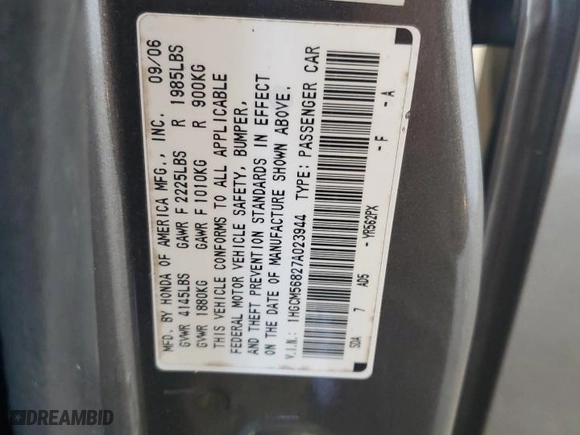 MFD. BY HONDA OF AMERICA MFG., INC. 09/06
GVWR 4145LBS GAWR F 2225LBS R 1985LBS
GVWR 1880KG GAWR F 1010KG R 900KG
THIS VEHICLE CONFORMS TO ALL APPLICABLE
FEDERAL MOTOR VEHICLE SAFETY, BUMPER,
AND THEFT PREVENTION STANDARDS IN EFFECT
ON THE DATE OF MANUFACTURE SHOWN ABOVE.
V.I.N.: 1HGCM56827A023944 TYPE: PASSENGER CAR
SDA 7 AD5 -YR562PX -F -A
DREAMBID